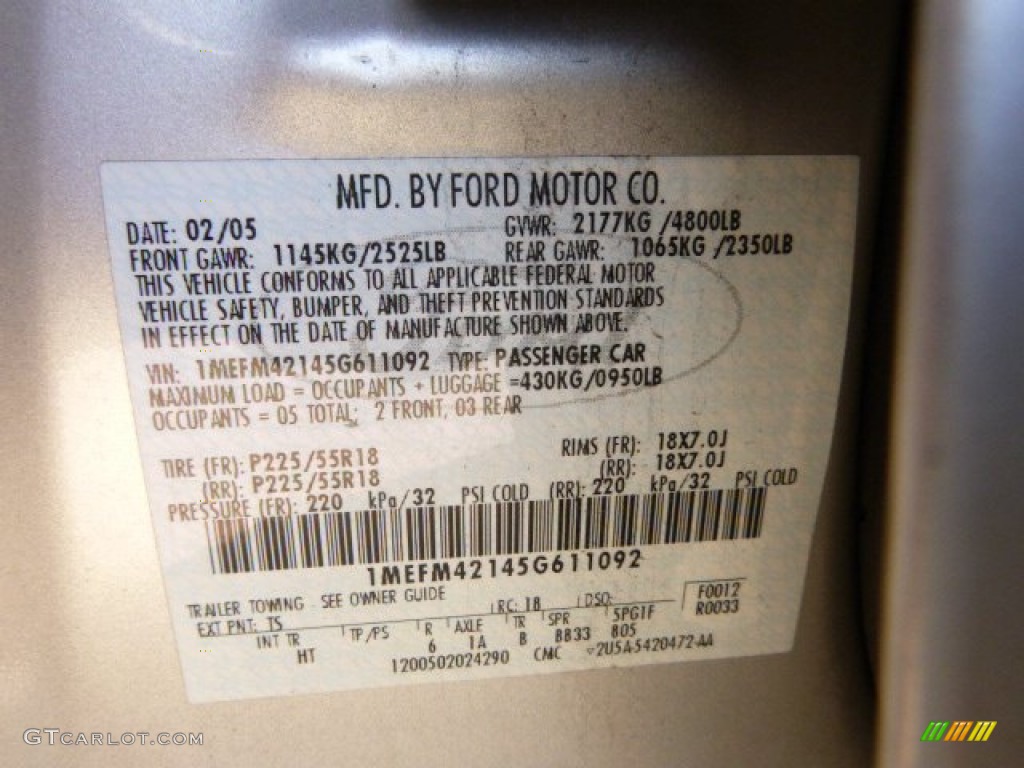 MFD. BY FORD MOTOR CO.
DATE: 02/05 GVWR: 2177KG /4800LB
FRONT GAWR: 1145KG/2525LB REAR GAWR: 1065KG /2350LB
THIS VEHICLE CONFORMS TO ALL APPLICABLE FEDERAL MOTOR
VEHICLE SAFETY, BUMPER, AND THEFT PREVENTION STANDARDS
IN EFFECT ON THE DATE OF MANUFACTURE SHOWN ABOVE.
VIN: 1MEFM42145G611092 TYPE: PASSENGER CAR
MAXIMUM LOAD = OCCUPANTS + LUGGAGE =430KG/0950LB
OCCUPANTS = 05 TOTAL; 2 FRONT, 03 REAR
TIRE (FR): P225/55R18 RIMS (FR): 18X7.0J
(RR): P225/55R18 (RR): 18X7.0J
PRESSURE (FR): 220 kPa/32 PSI COLD (RR): 220 kPa/32 PSI COLD
1MEFM42145G611092
TRAILER TOWING - SEE OWNER GUIDE
F0012
EXT PNT: TS RC: 18 DSO: R0033
INT TR TP/PS R AXLE TR SPR SPG1F
HT 6 1A B BB33 805
1200502024290 CMC 2U5A-5420472-AA
GTCARLOT.COM